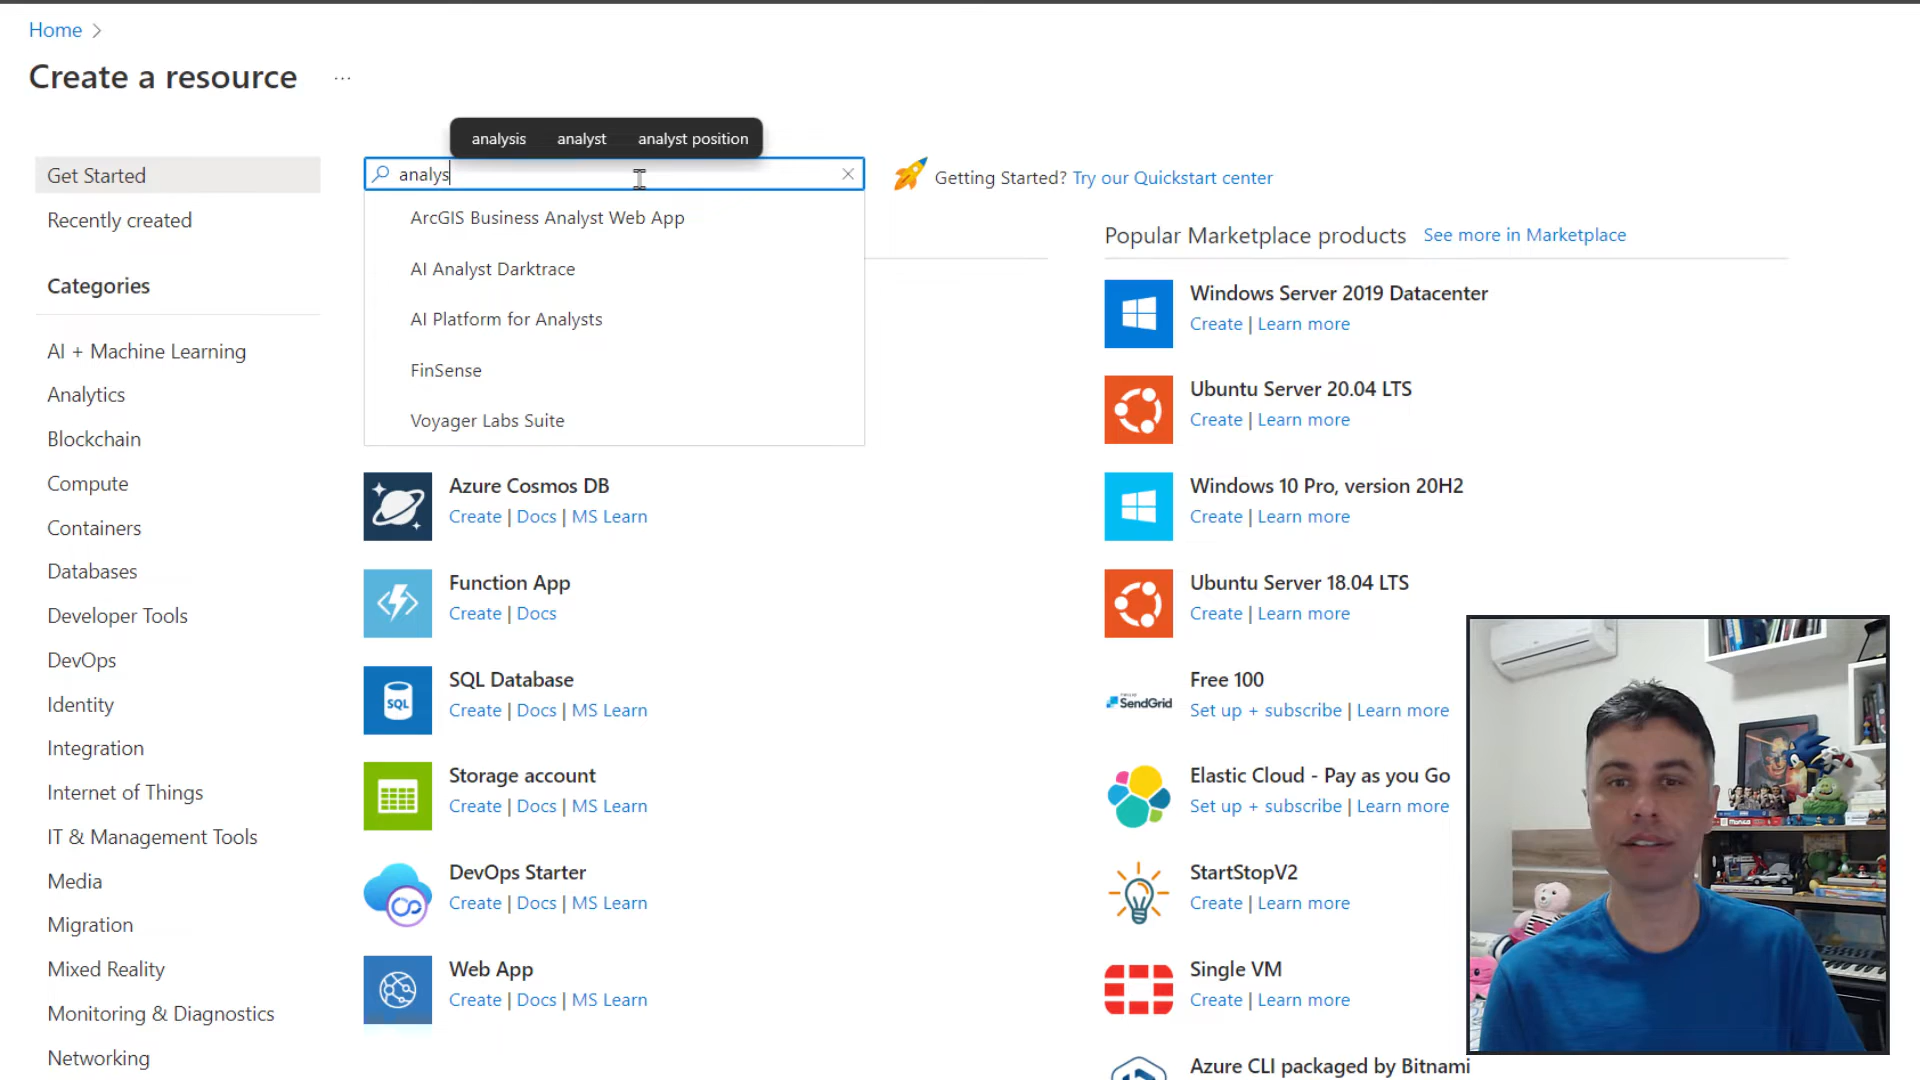 Home
Create a resource
...
analysis analyst analyst position
analys
Getting Started? Try our Quickstart center
Get Started
Recently created
Categories
AI + Machine Learning
Analytics
Blockchain
Compute
Containers
Databases
Developer Tools
DevOps
Identity
Integration
Internet of Things
IT & Management Tools
Media
Migration
Mixed Reality
Monitoring & Diagnostics
Networking
ArcGIS Business Analyst Web App
AI Analyst Darktrace
AI Platform for Analysts
FinSense
Voyager Labs Suite
Azure Cosmos DB
Create | Docs | MS Learn
Function App
Create | Docs
SQL
SQL Database
Create | Docs | MS Learn
Storage account
Create | Docs | MS Learn
DevOps Starter
Create | Docs | MS Learn
Web App
Create | Docs | MS Learn
Popular Marketplace products See more in Marketplace
Windows Server 2019 Datacenter
Create | Learn more
Ubuntu Server 20.04 LTS
Create | Learn more
Windows 10 Pro, version 20H2
Create | Learn more
Ubuntu Server 18.04 LTS
Create | Learn more
SendGrid
Free 100
Set up + subscribe | Learn more
Elastic Cloud - Pay as you Go
Set up + subscribe | Learn more
StartStopV2
Create | Learn more
Single VM
Create | Learn more
Azure CLI packaged by Bitnami